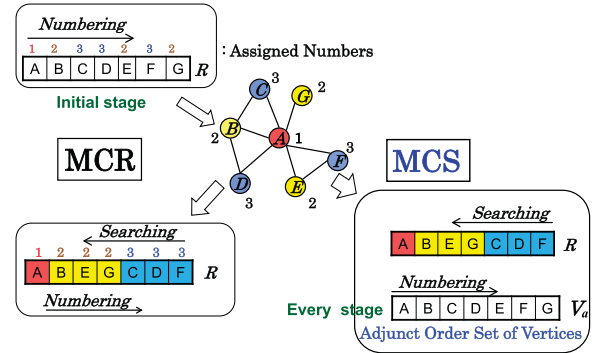 Numbering
1 2 3 3 2 3 2
A B C D E F G R
: Assigned Numbers
Initial stage
C 3
G 2
B 2
A 1
F 3
D 3
E 2
MCR
MCS
Searching
1 2 2 2 3 3 3
A B E G C D F R
Numbering
Searching
A B E G C D F R
Numbering
Every stage A B C D E F G Va
Adjunct Order Set of Vertices